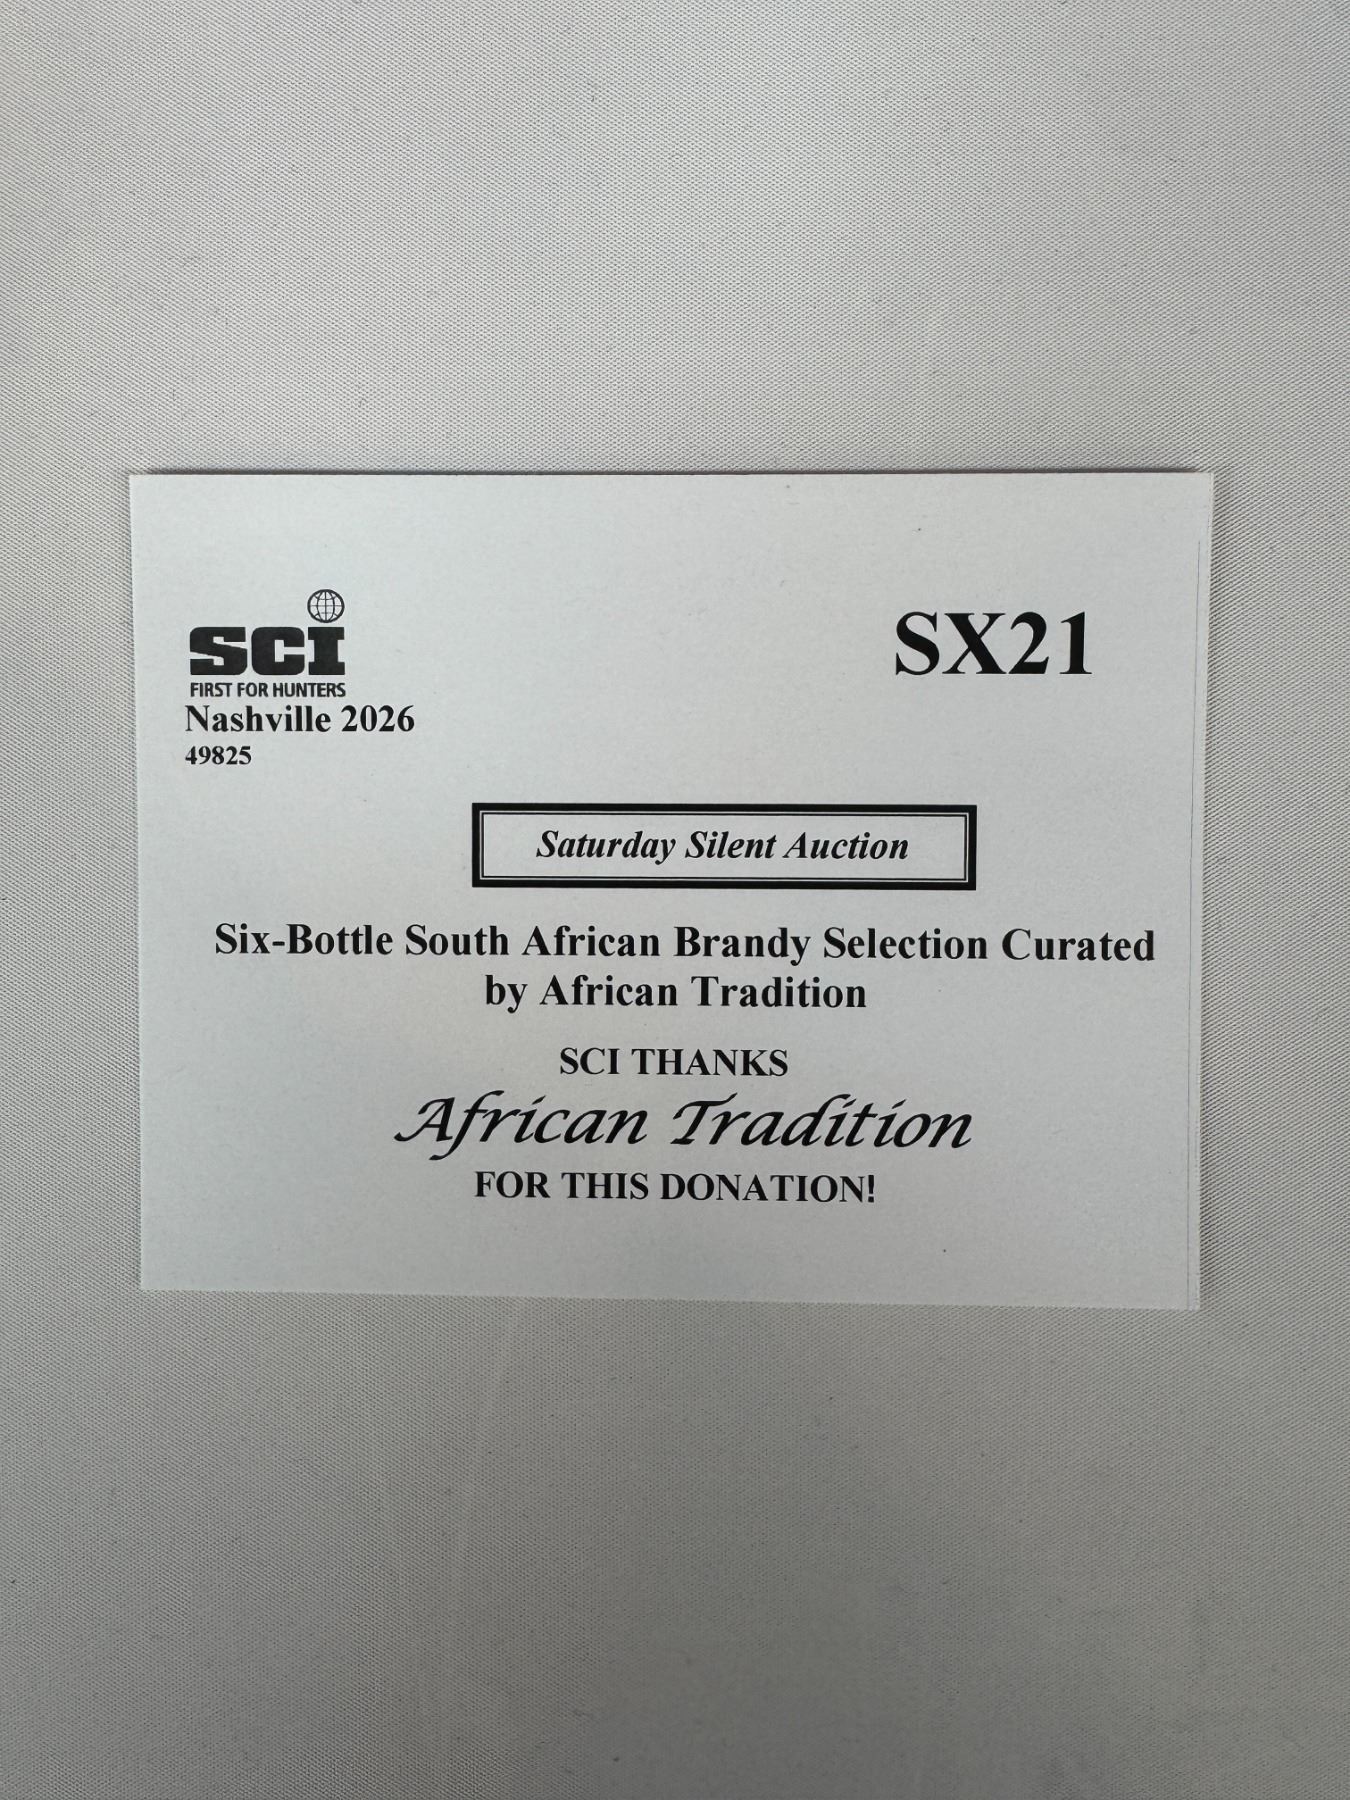 SCI
FIRST FOR HUNTERS
Nashville 2026
49825
SX21
Saturday Silent Auction
Six-Bottle South African Brandy Selection Curated
by African Tradition
SCI THANKS
African Tradition
FOR THIS DONATION!